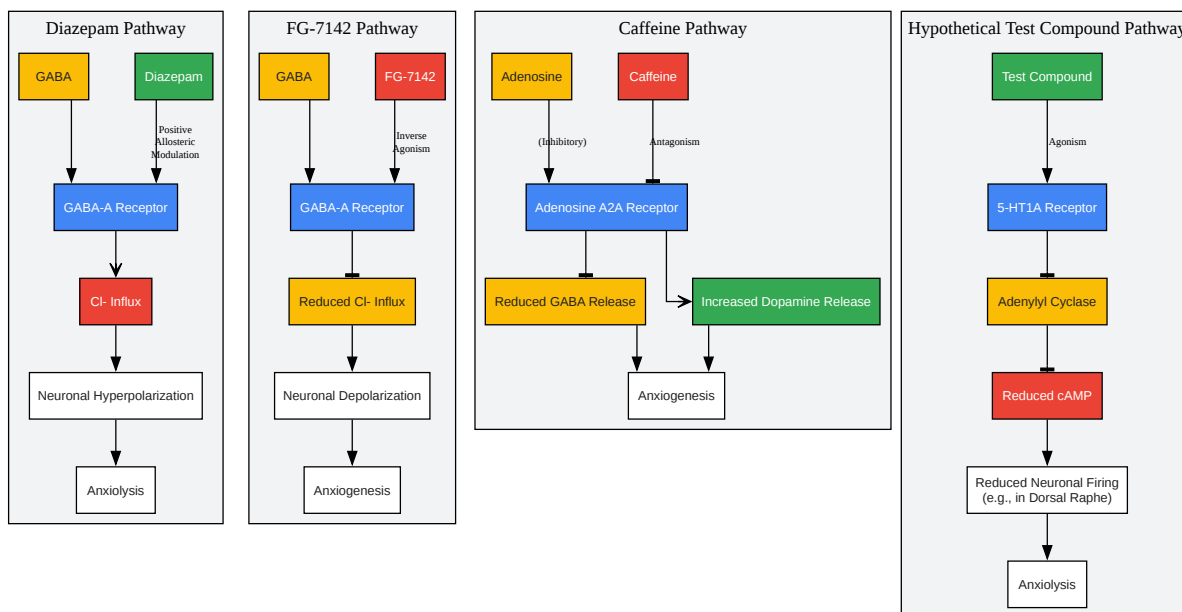 Diazepam Pathway
GABA
Diazepam
Positive
Allosteric
Modulation
GABA-A Receptor
Cl- Influx
Neuronal Hyperpolarization
Anxiolysis
FG-7142 Pathway
GABA
FG-7142
Inverse
Agonism
GABA-A Receptor
Reduced Cl- Influx
Neuronal Depolarization
Anxiogenesis
Caffeine Pathway
Adenosine
Caffeine
(Inhibitory)
Antagonism
Adenosine A2A Receptor
Reduced GABA Release
Increased Dopamine Release
Anxiogenesis
Hypothetical Test Compound Pathway
Test Compound
Agonism
5-HT1A Receptor
Adenylyl Cyclase
Reduced cAMP
Reduced Neuronal Firing
(e.g., in Dorsal Raphe)
Anxiolysis